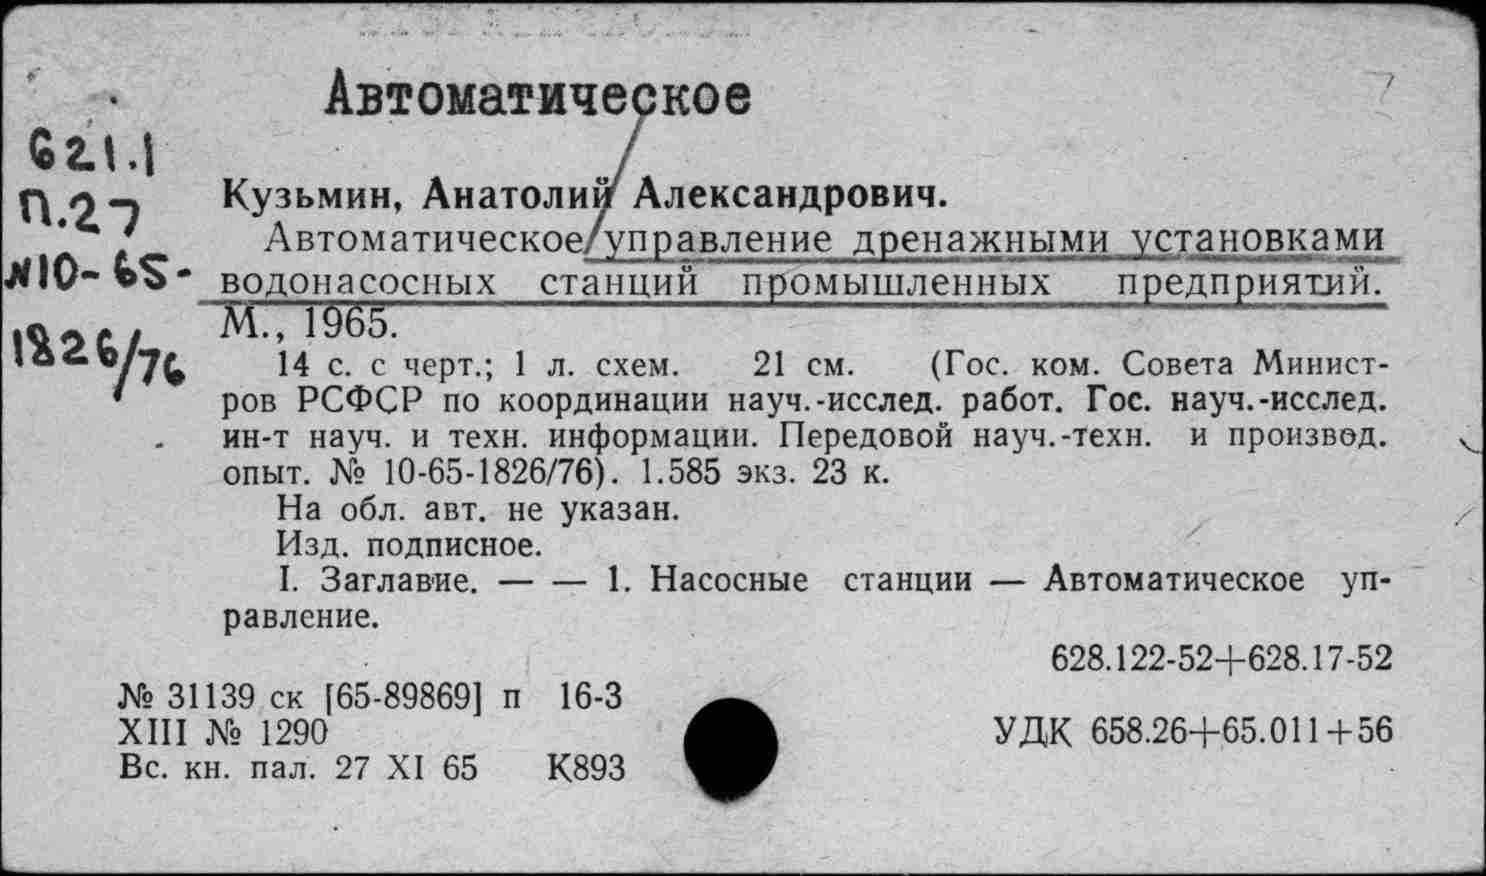 Автоматическое
621.1
П.27
№10-65-
1826/76
Кузьмин, Анатолий Александрович.
Автоматическое/управление дренажными установками
водонасосных станций промышленных предприятий.
М., 1965.
14 с. с черт.; 1 л. схем. 21 см. (Гос. ком. Совета Минист-
ров РСФСР по координации науч.-исслед. работ. Гос. науч.-исслед.
ин-т науч. и техн. информации. Передовой науч.-техн. и производ.
опыт. № 10-65-1826/76). 1.585 экз. 23 к.
На обл. авт. не указан.
Изд. подписное.
I. Заглавие. — — 1. Насосные станции — Автоматическое уп-
равление.
628.122-52+628.17-52
№ 31139 ск [65-89869] п 16-3
XIII № 1290
УДК 658.26+65.011+56
Вс. кн. пал. 27 XI 65 К893